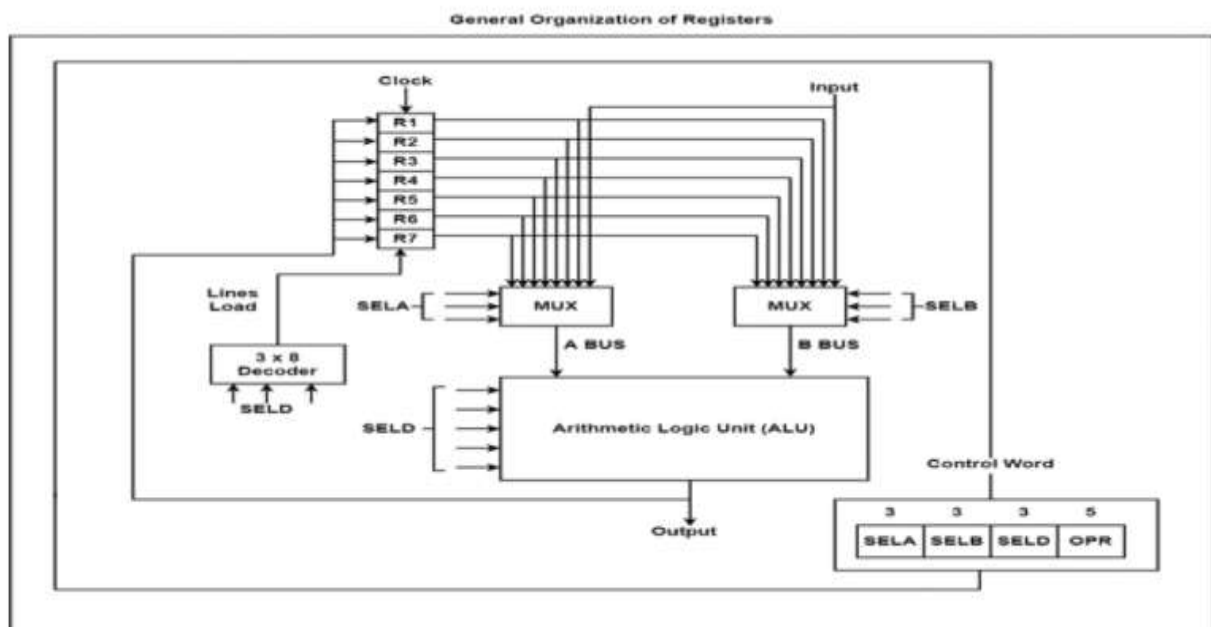 General Organization of Registers
Clock
Input
R1
R2
R3
R4
R5
R6
R7
Lines
Load
SELA
MUX
MUX
SELB
A BUS
B BUS
3 x 8
Decoder
SELD
SELD
Arithmetic Logic Unit (ALU)
Control Word
Output
3 3 3 5
SELA SELB SELD OPR